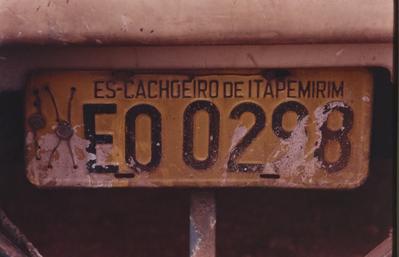 ES-CACHOEIRO DE ITAPEMIRIM
EO 0298